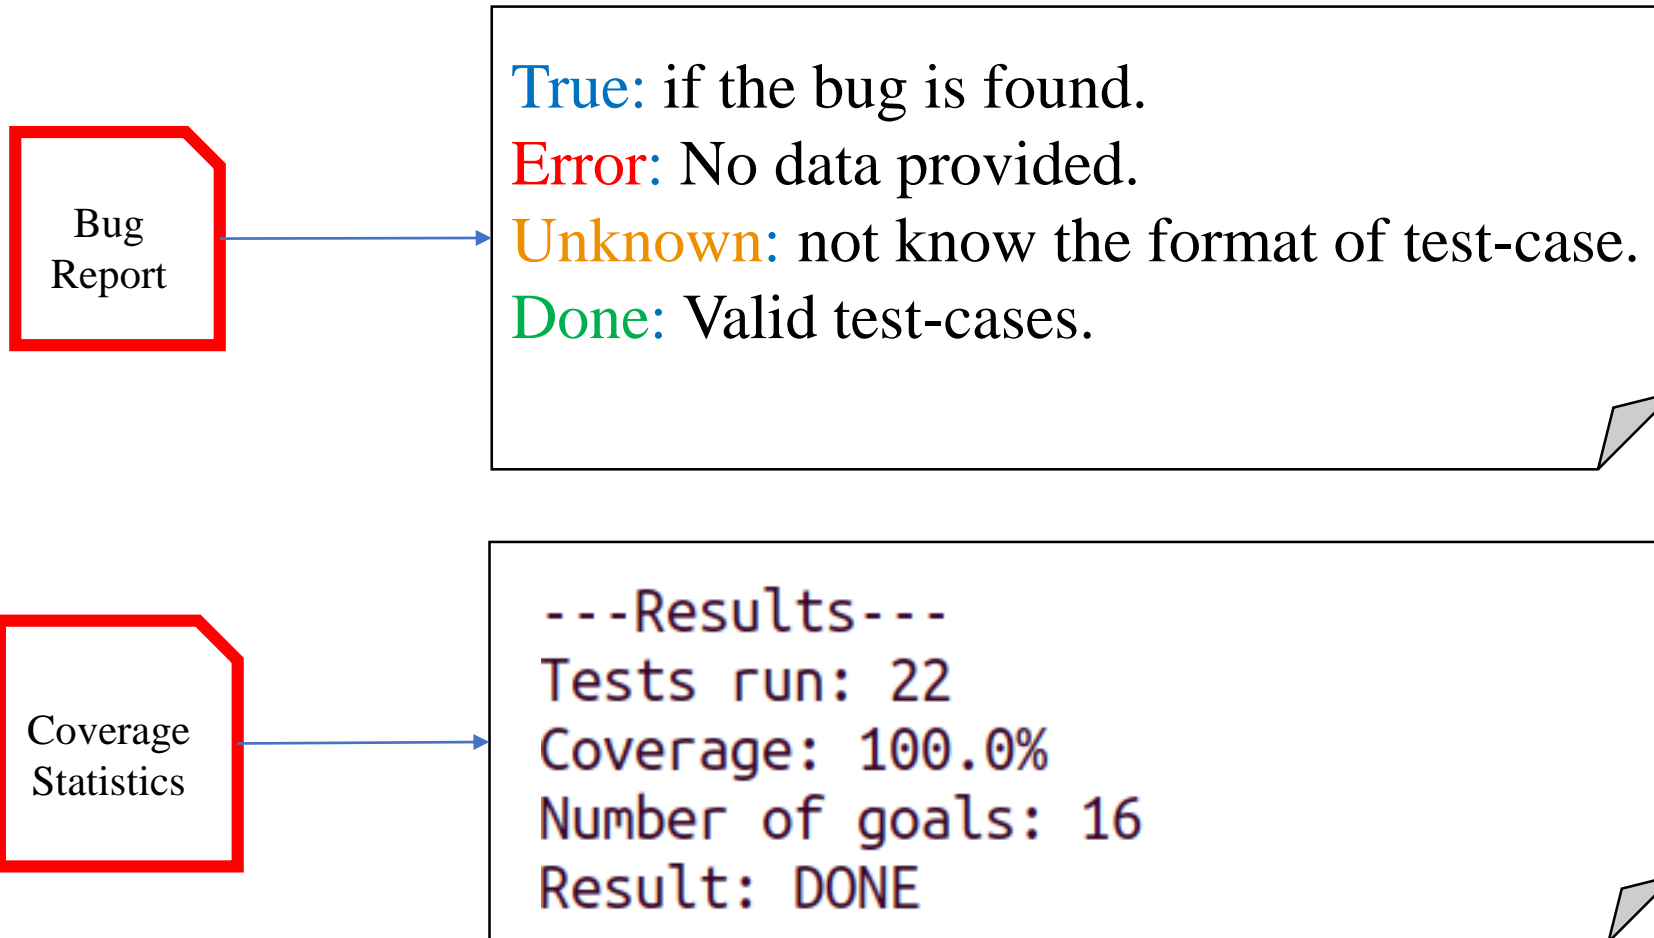 Bug
Report
True: if the bug is found.
Error: No data provided.
Unknown: not know the format of test-case.
Done: Valid test-cases.
Coverage
Statistics
---Results---
Tests run: 22
Coverage: 100.0%
Number of goals: 16
Result: DONE